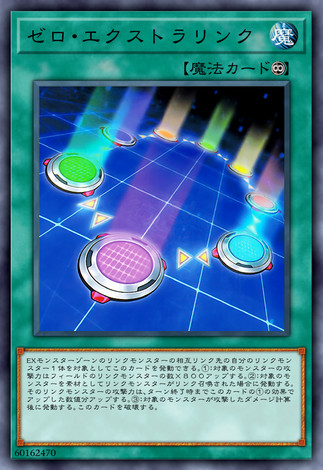 ゼロ・エクストラリンク
魔
【魔法カード♾】
EXモンスターゾーンのリンクモンスターの相互リンク先の自分のリンクモン
スター1体を対象としてこのカードを発動できる。①：対象のモンスターの攻
撃力はフィールドのリンクモンスターの数×800アップする。②：対象のモ
ンスターを素材としてリンクモンスターがリンク召喚された場合に発動する。
そのリンクモンスターの攻撃力は、ターン終了時までこのカードの①の効果で
アップした数値分アップする。③：対象のモンスターが攻撃したダメージ計算
後に発動する。このカードを破壊する。
60162470